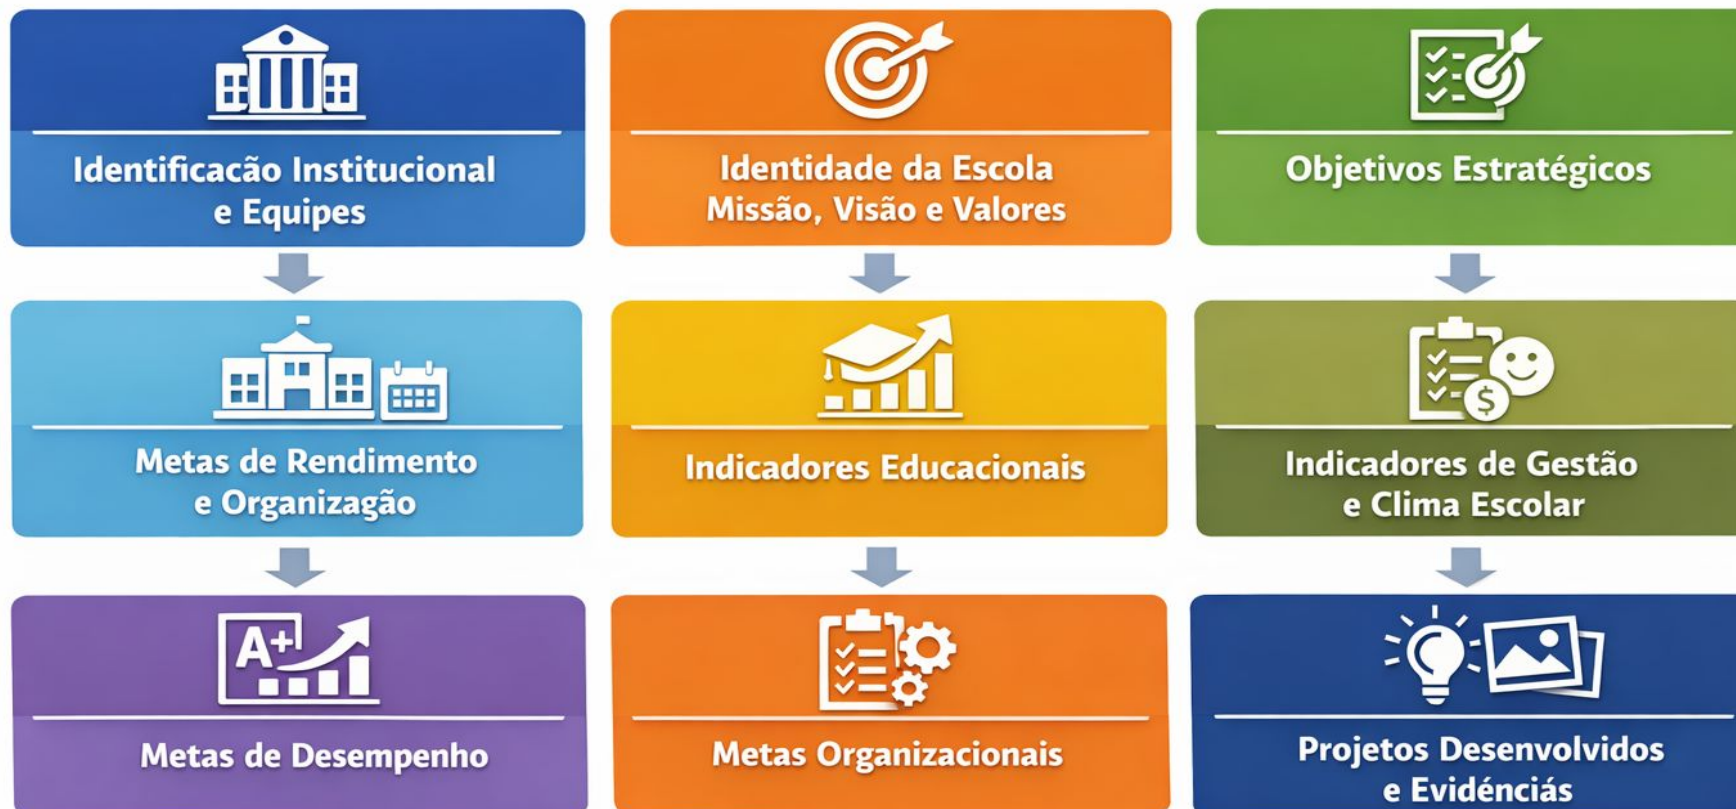 Identificacão Institucional
e Equipes
Identidade da Escola
Missão, Visão e Valores
Objetivos Estratégicos
Metas de Rendimento
e Organizagão
$
Indicadores Educacionais
Indicadores de Gestão
e Clima Escolar
A+
Metas de Desempenho
Metas Organizacionais
Projetos Desenvolvidos
e Evidénciás